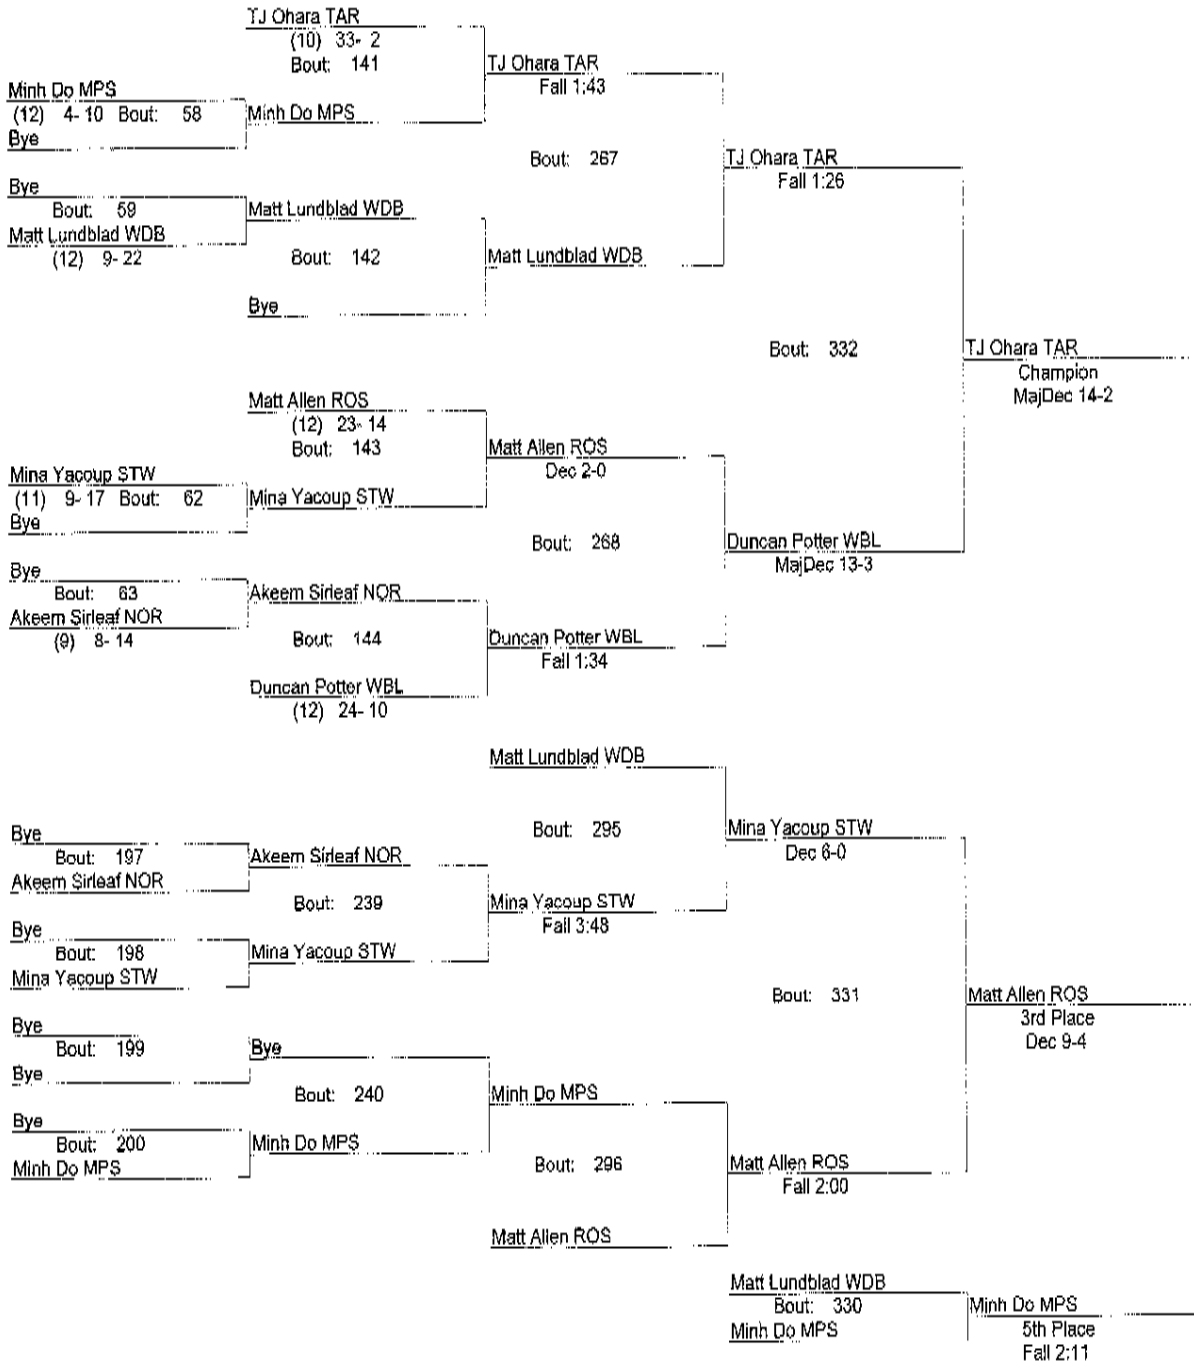 TJ Ohara TAR
(10) 33- 2
Bout: 141
TJ Ohara TAR
Fall 1:43
Minh Do MPS
(12) 4- 10 Bout: 58
Minh Do MPS
Bye
Bout: 267
TJ Ohara TAR
Fall 1:26
Bye
Bout: 59
Matt Lundblad WDB
Matt Lundblad WDB
(12) 9- 22
Bout: 142
Matt Lundblad WDB
Bye
Bout: 332
TJ Ohara TAR
Champion
MajDec 14-2
Matt Allen ROS
(12) 23- 14
Bout: 143
Matt Allen ROS
Dec 2-0
Mina Yacoup STW
(11) 9- 17 Bout: 62
Mina Yacoup STW
Bye
Bout: 268
Duncan Potter WBL
MajDec 13-3
Bye
Bout: 63
Akeem Sirleaf NOR
Akeem Sirleaf NOR
(9) 8- 14
Bout: 144
Duncan Potter WBL
Fall 1:34
Duncan Potter WBL
(12) 24- 10
Matt Lundblad WDB
Bout: 295
Mina Yacoup STW
Dec 6-0
Bye
Bout: 197
Akeem Sirleaf NOR
Akeem Sirleaf NOR
Bout: 239
Mina Yacoup STW
Fall 3:48
Bye
Bout: 198
Mina Yacoup STW
Mina Yacoup STW
Bout: 331
Matt Allen ROS
3rd Place
Dec 9-4
Bye
Bout: 199
Bye
Bye
Bout: 240
Minh Do MPS
Bye
Bout: 200
Minh Do MPS
Minh Do MPS
Bout: 296
Matt Allen ROS
Fall 2:00
Matt Allen ROS
Matt Lundblad WDB
Bout: 330
Minh Do MPS
Minh Do MPS
5th Place
Fall 2:11